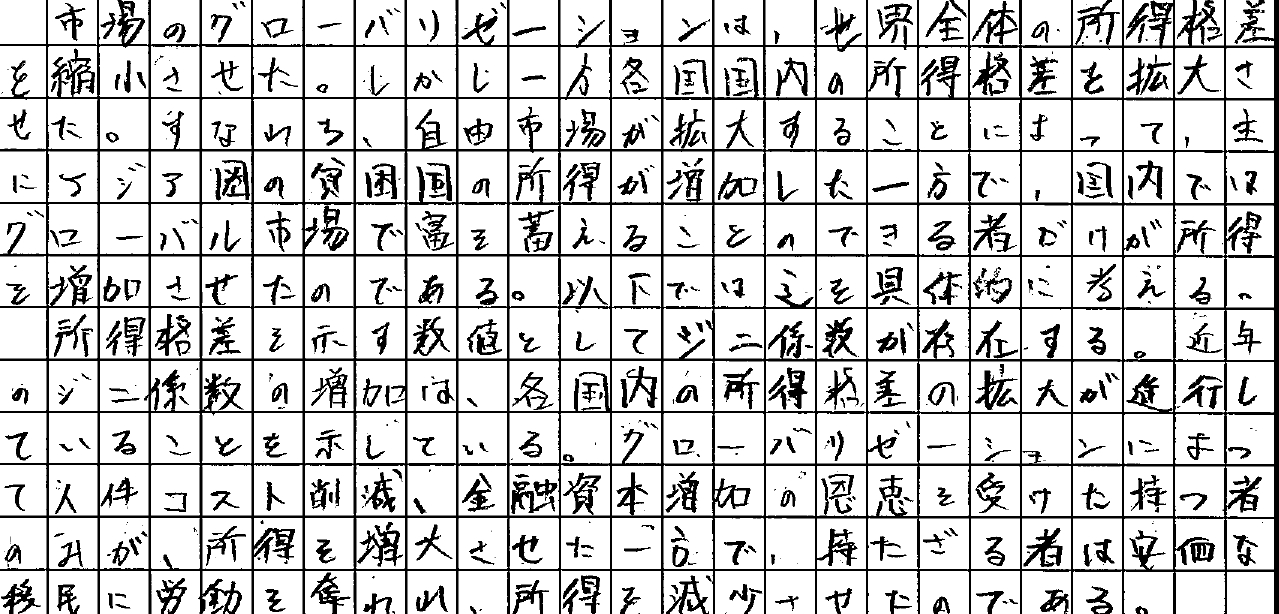 市場のグローバリゼーションは,世界全体の所得格差
を縮小させた。しかし一方各国国内の所得格差を拡大さ
せた。すなわち、自由市場が拡大することによって,主
にアジア圏の貧困国の所得が増加した一方で,国内では
グローバル市場で富を蓄えることのできる者だけが所得
を増加させたのである。以下では之を具体的に考える。
所得格差を示す数値としてジニ係数が存在する。近年
のジニ係数の増加は、各国内の所得格差の拡大が進行し
ていることを示している。グローバリゼーションによっ
て人件コスト削減、金融資本増加の恩恵を受けた持つ者
のみが、所得を増大させた一方で,持たざる者は安価な
移民に労働を奪われ、所得を減少させたのである。